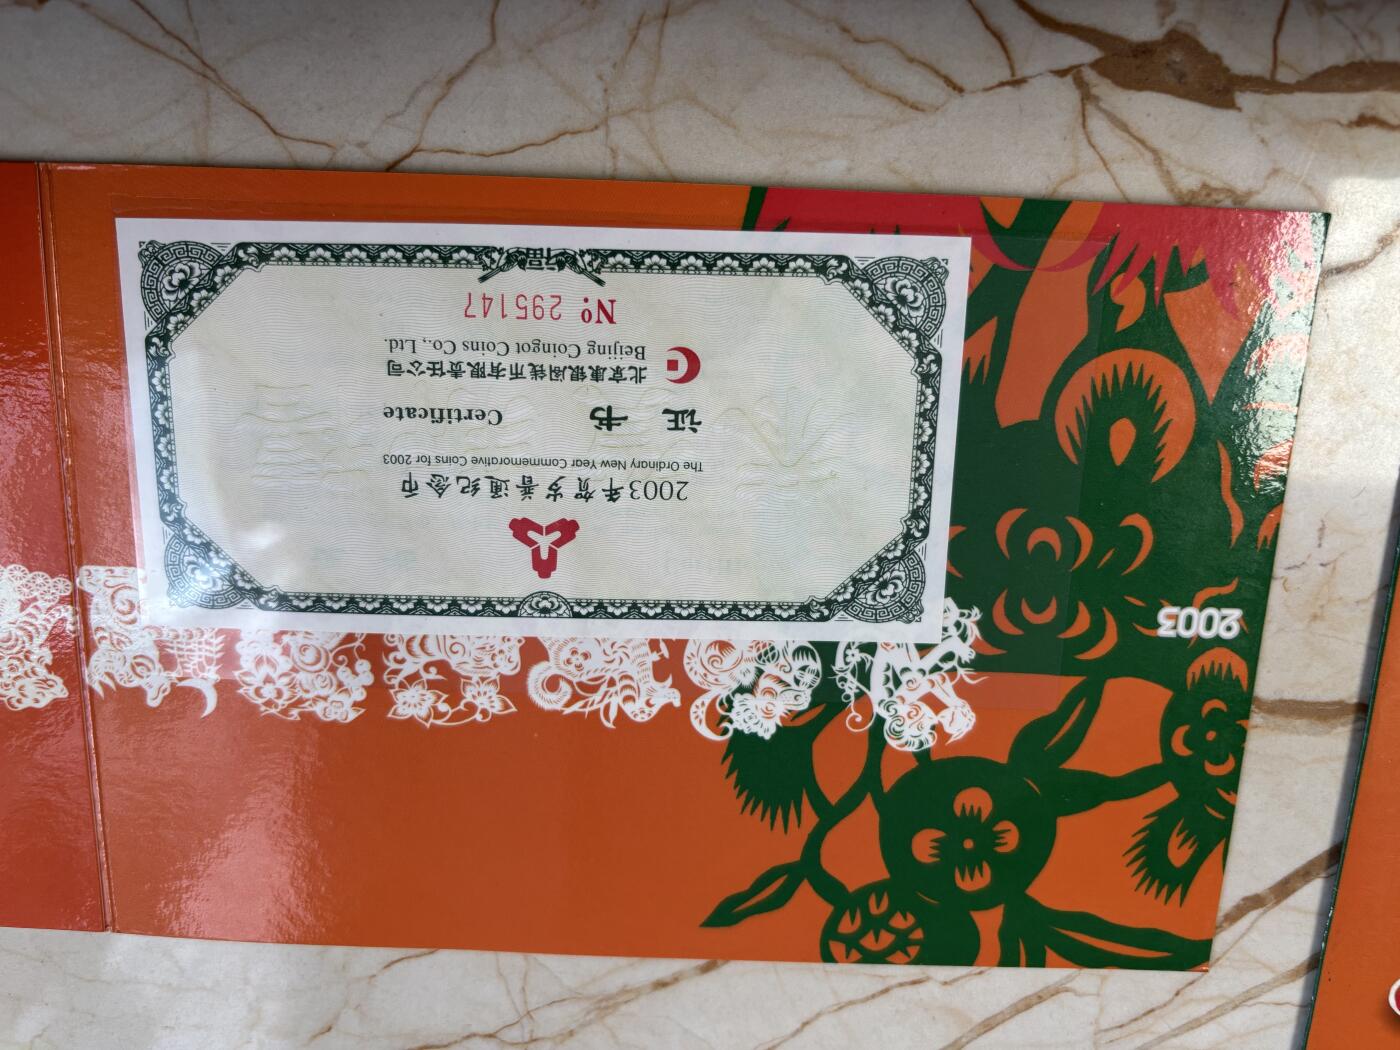 2003年贺岁普通纪念币
The Ordinary New Year Commemorative Coins for 2003
证 书 Certificate
北京康银阁钱币有限责任公司
Beijing Coingot Coins Co., Ltd.
Nº 295147
福
2003